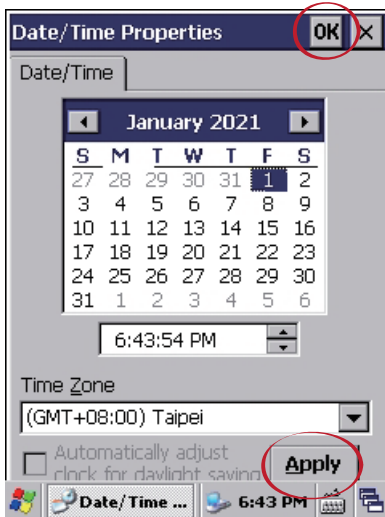 Date/Time Properties OK ×
Date/Time
January 2021
S M T W T F S
27 28 29 30 31 1 2
3 4 5 6 7 8 9
10 11 12 13 14 15 16
17 18 19 20 21 22 23
24 25 26 27 28 29 30
31 1 2 3 4 5 6
6:43:54 PM
Time Zone
(GMT+08:00) Taipei
Automatically adjust
clock for daylight saving
Apply
Date/Time ... 6:43 PM